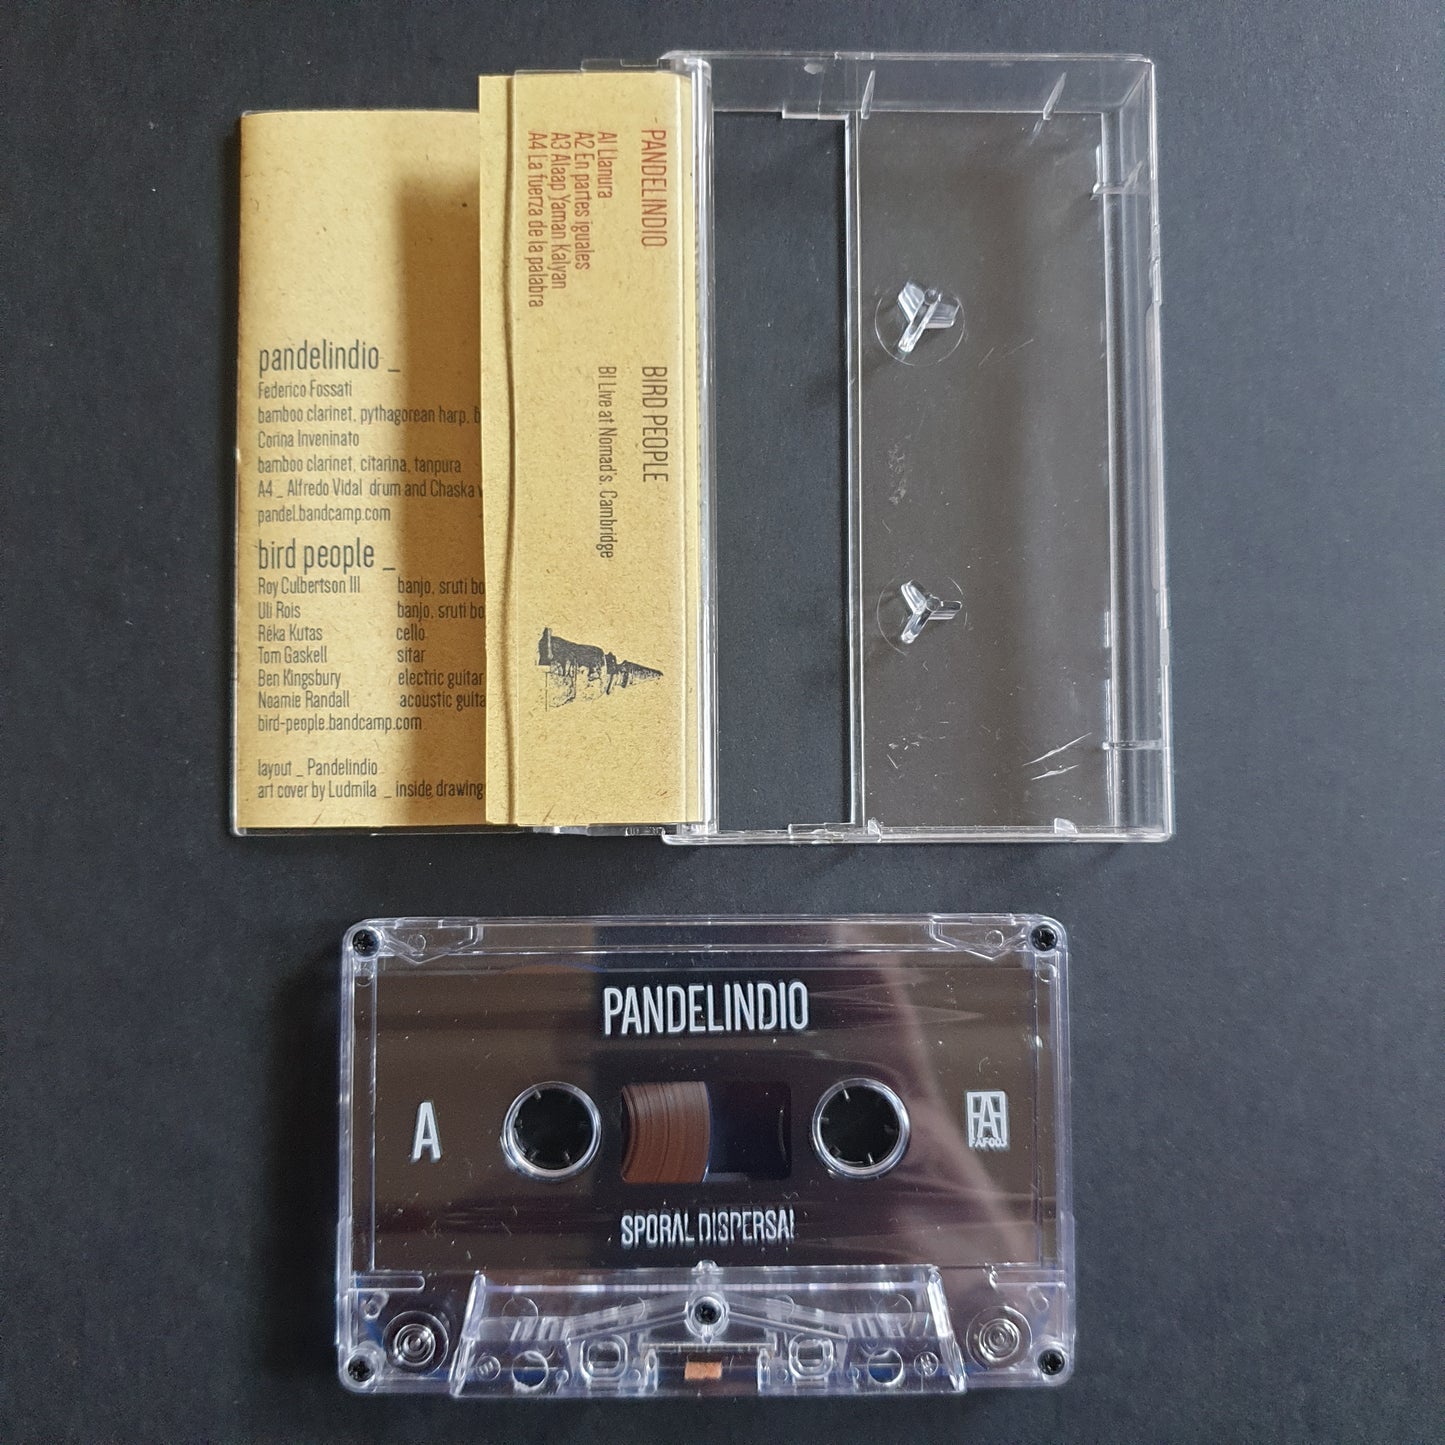 pandelindio _
Federico Fossati
bamboo clarinet, pythagorean harp,
Corina Inveninato
bamboo clarinet, citarina, tanpura
A4 _ Alfredo Vidal drum and Chaska
pandel.bandcamp.com
bird people _
Roy Culbertson III banjo, sruti
Uli Rois banjo, sruti
Réka Kutas cello
Tom Gaskell sitar
Ben Kingsbury electric guitar
Noamie Randall acoustic
bird-people.bandcamp.com
layout _ Pandelindio
art cover by Ludmila _ inside drawing
PANDELINDIO
A1 Llanura
A2 En partes iguales
A3 Alaap Yaman Kalyan
A4 La fuerza de la palabra
BIRD PEOPLE
B1 Live at Nomad's, Cambridge
PANDELINDIO
A
FAF003
SPORAL DISPERSAL